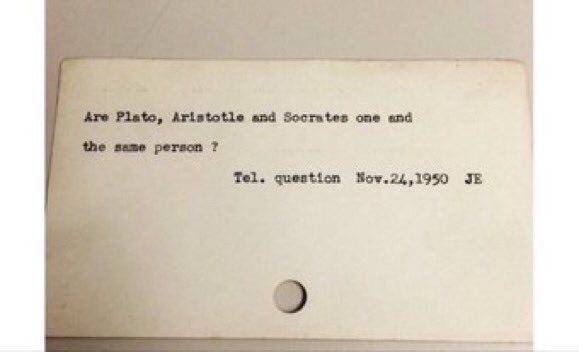 Are Plato, Aristotle and Socrates one and
the same person ?
Tel. question Nov.24,1950 JE